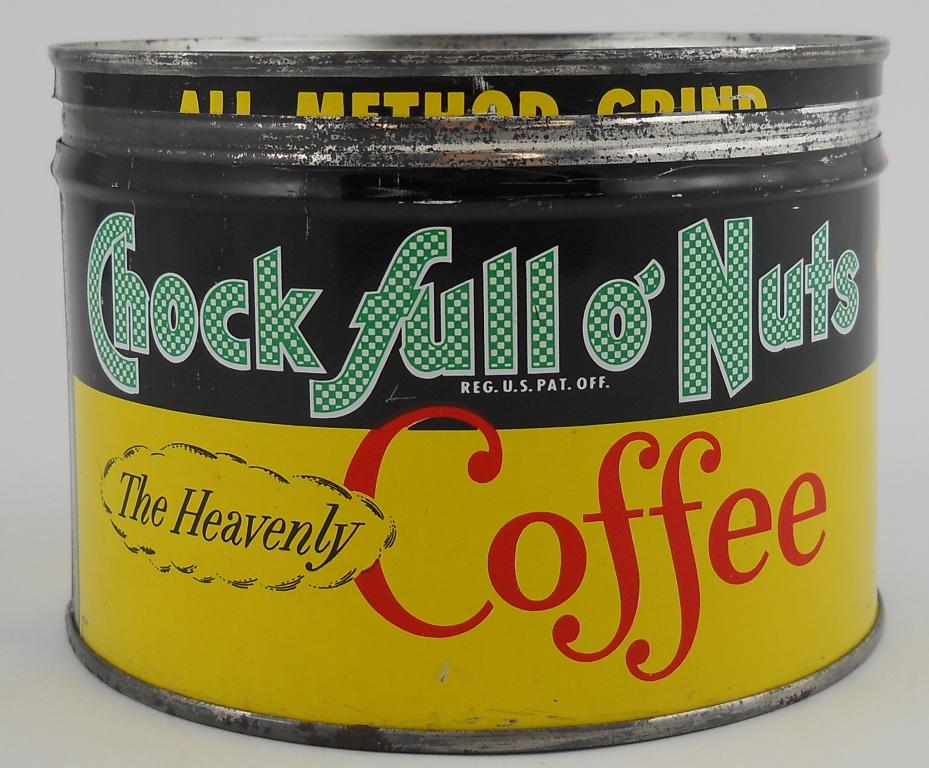 ALL METHOD GRIND
Chock full o' Nuts
REG. U.S. PAT. OFF.
The Heavenly
Coffee